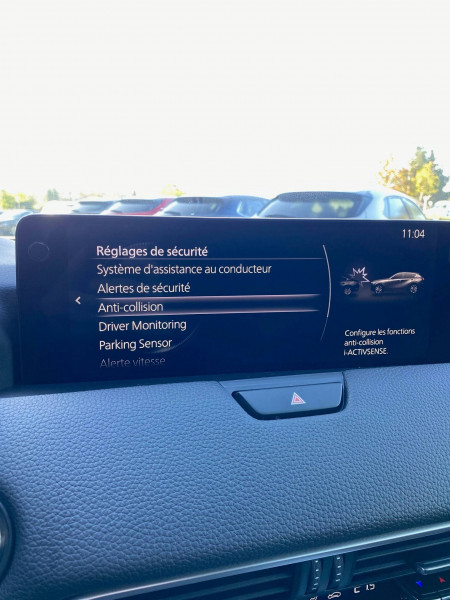 11:04
Réglages de sécurité
Système d'assistance au conducteur
Alertes de sécurité
Anti-collision
Driver Monitoring
Parking Sensor
Alerte vitesse
Configure les fonctions
anti-collision
i-ACTIVSENSE.